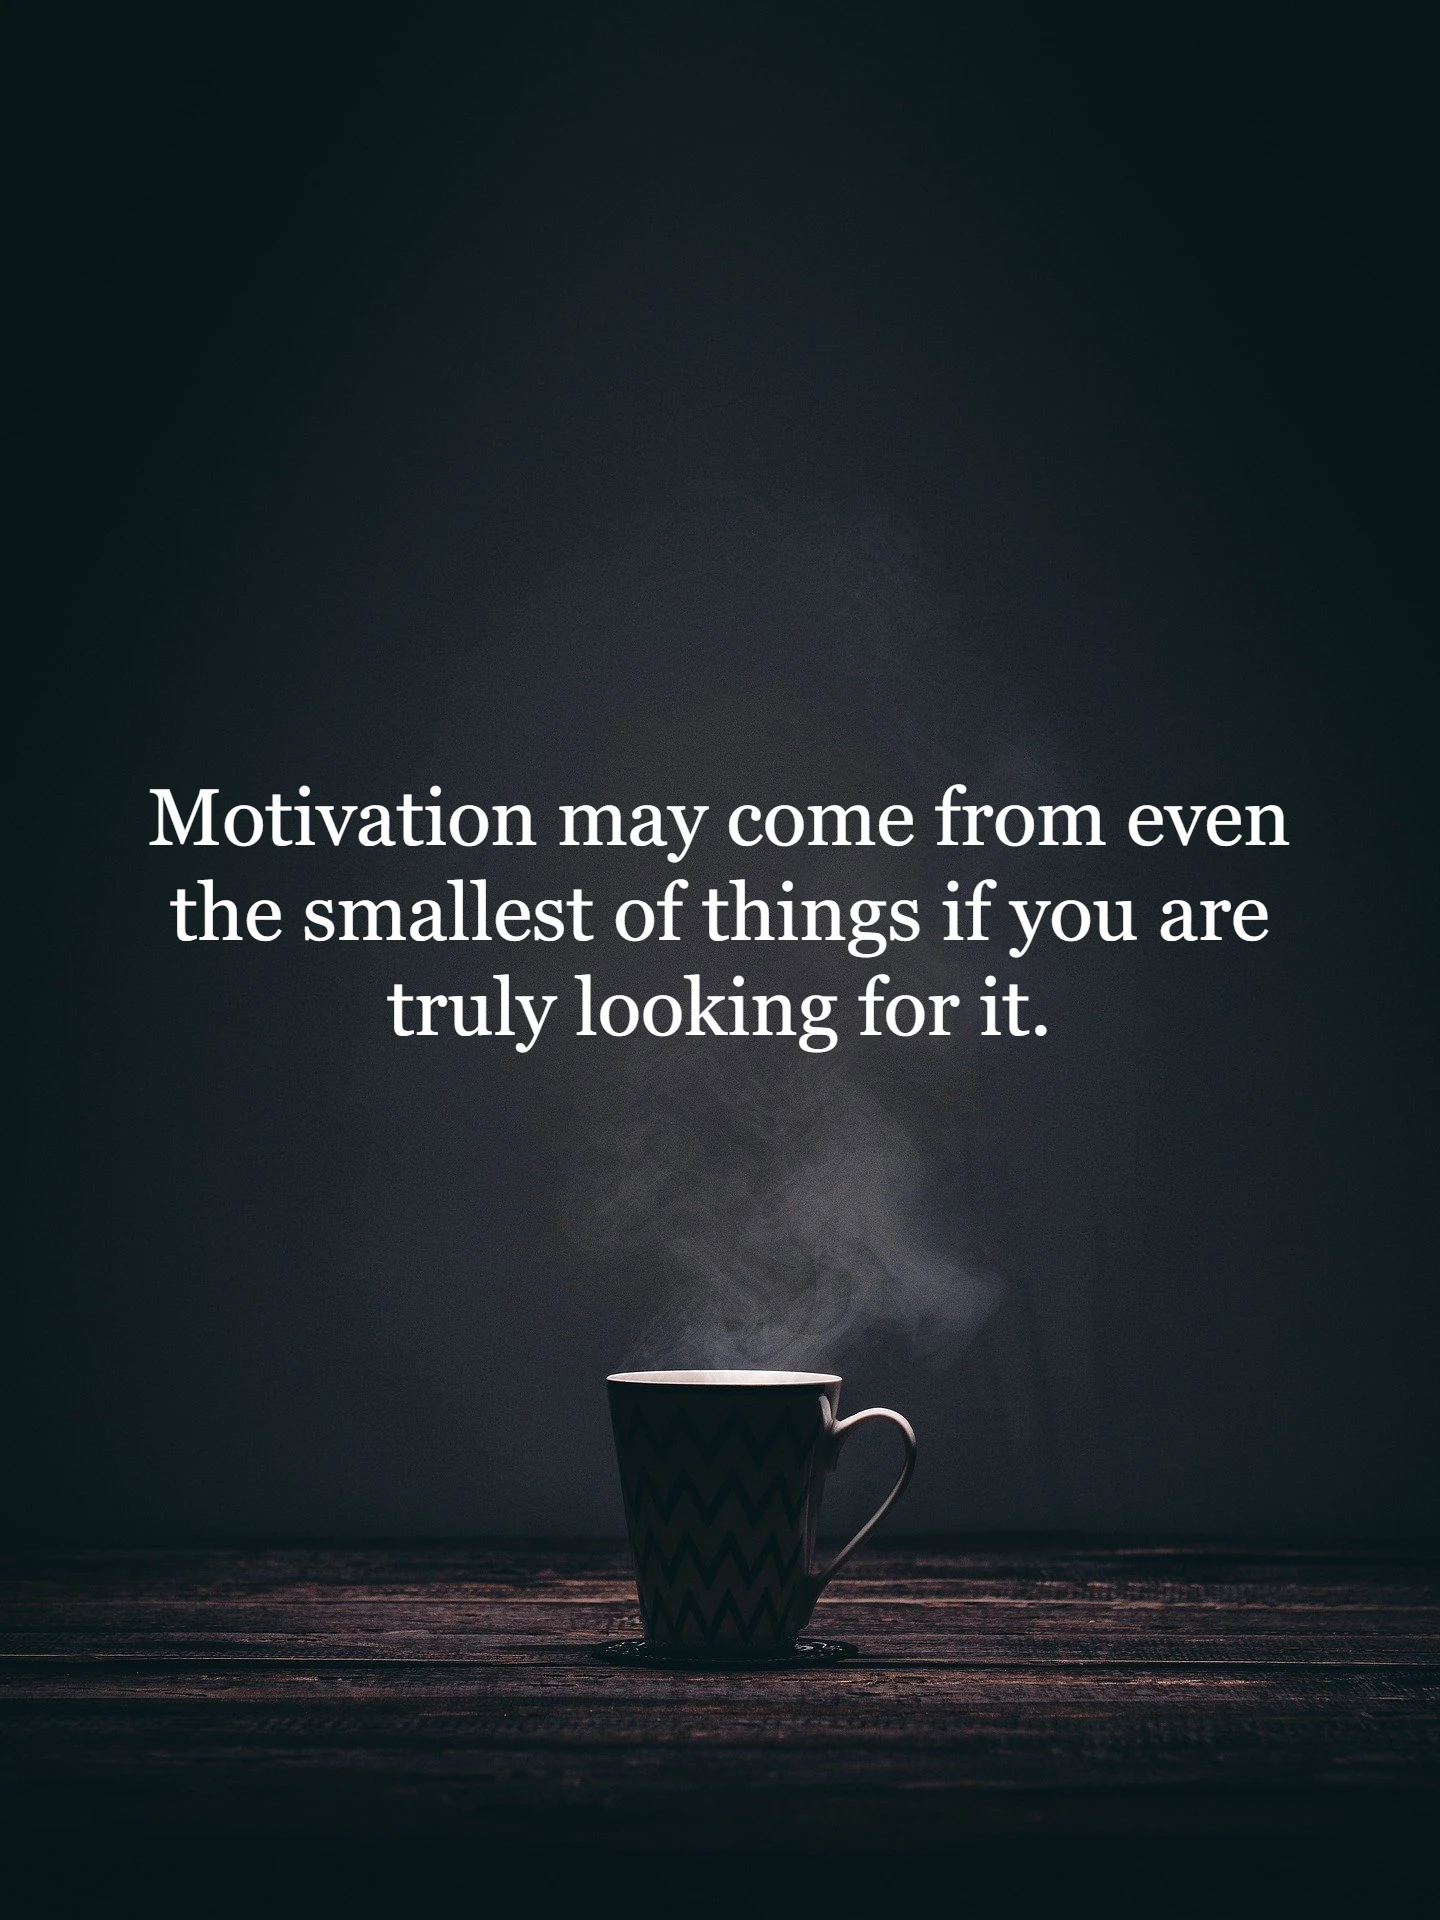 Motivation may come from even
the smallest of things if you are
truly looking for it.